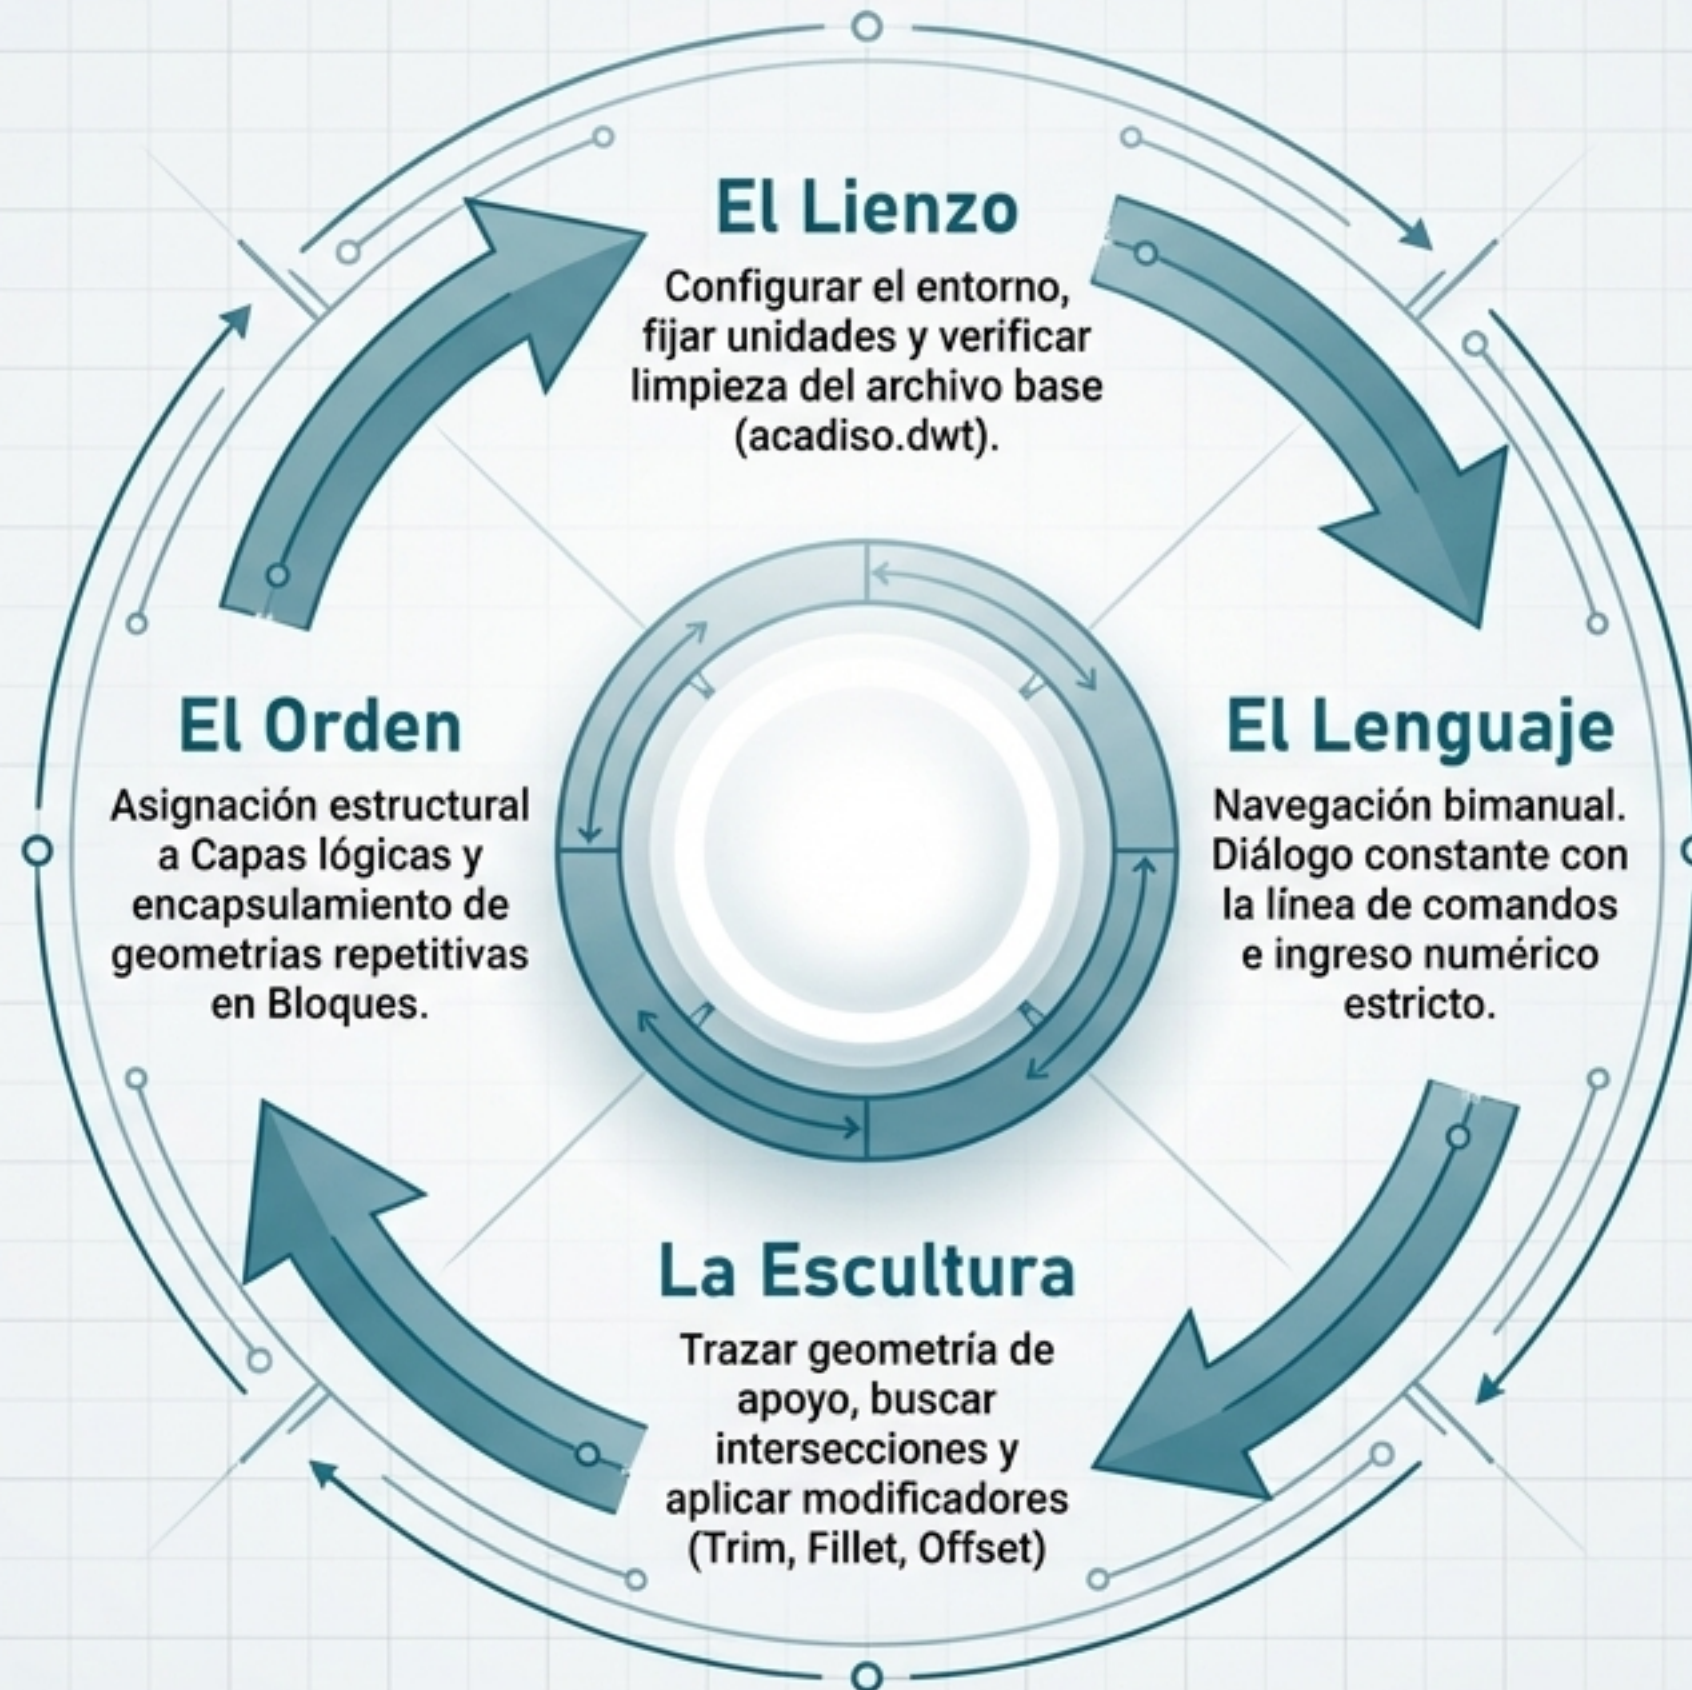 El Lienzo
Configurar el entorno,
fijar unidades y verificar
limpieza del archivo base
(acadiso.dwt).
El Lenguaje
Navegación bimanual.
Diálogo constante con
la línea de comandos
e ingreso numérico
estricto.
La Escultura
Trazar geometría de
apoyo, buscar
intersecciones y
aplicar modificadores
(Trim, Fillet, Offset)
El Orden
Asignación estructural
a Capas lógicas y
encapsulamiento de
geometrias repetitivas
en Bloques.